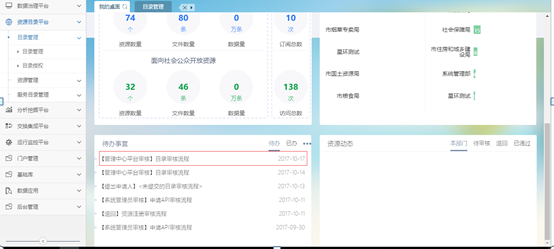 数据治理平台
资源目录平台
目录管理
目录管理
目录授权
资源管理
服务目录管理
分析挖掘平台
交换集成平台
运行监控平台
门户管理
基础库
数据应用
后台管理
我的桌面 目录管理
74 80 0 10
个 个 万条 次
资源数量 文件数量 数据量 订阅总数
面向社会公众开放资源
32 46 0 138
个 个 万条 次
资源数量 文件数量 数据量 访问总数
市烟草专卖局
星环测试
市国土资源局
市粮食局
社会保障局
市住房和城乡建设局
系统管理部
星环测试
待办事宜 待办 已办
【管理中心平台审核】目录审核流程 2017-10-17
【管理中心平台审核】目录审核流程 2017-10-14
【退出申请人】<未提交的目录审核流程> 2017-10-13
【系统管理员审核】申请API审核流程 2017-10-11
【退回】资源注册审核流程 2017-10-11
【系统管理员审核】申请API审核流程 2017-09-30
资源动态 本部门 待审核 退回 已通过